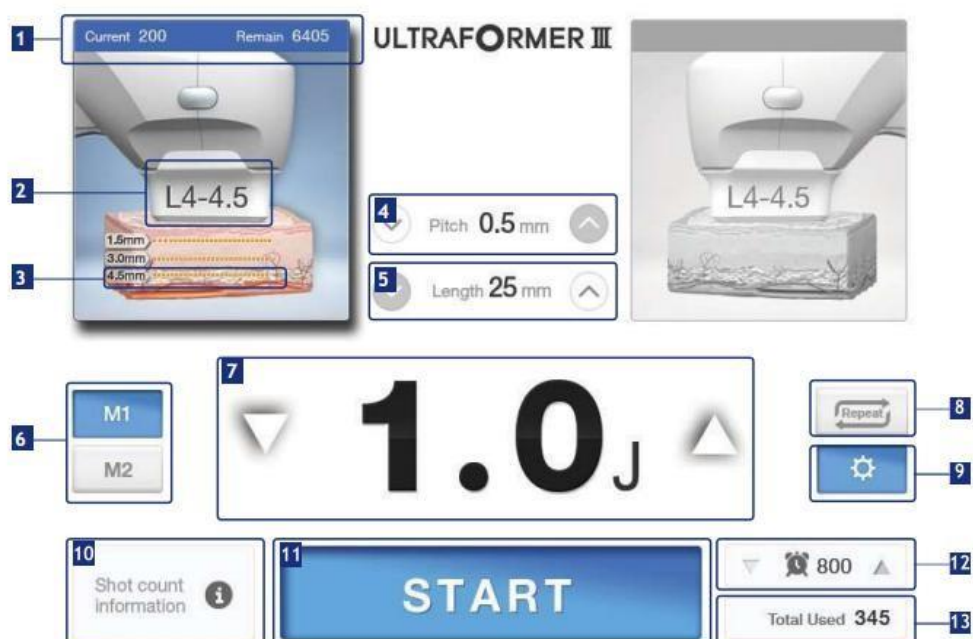 1
Current 200 Remain 6405
ULTRAFORMER III
2
L4-4.5
L4-4.5
1.5mm
3.0mm
3
4.5mm
4
Pitch 0.5 mm
5
Length 25 mm
6
M1
M2
7
1.0 J
8
Repeat
9
10
Shot count
information
i
11
START
800
12
Total Used 345
13